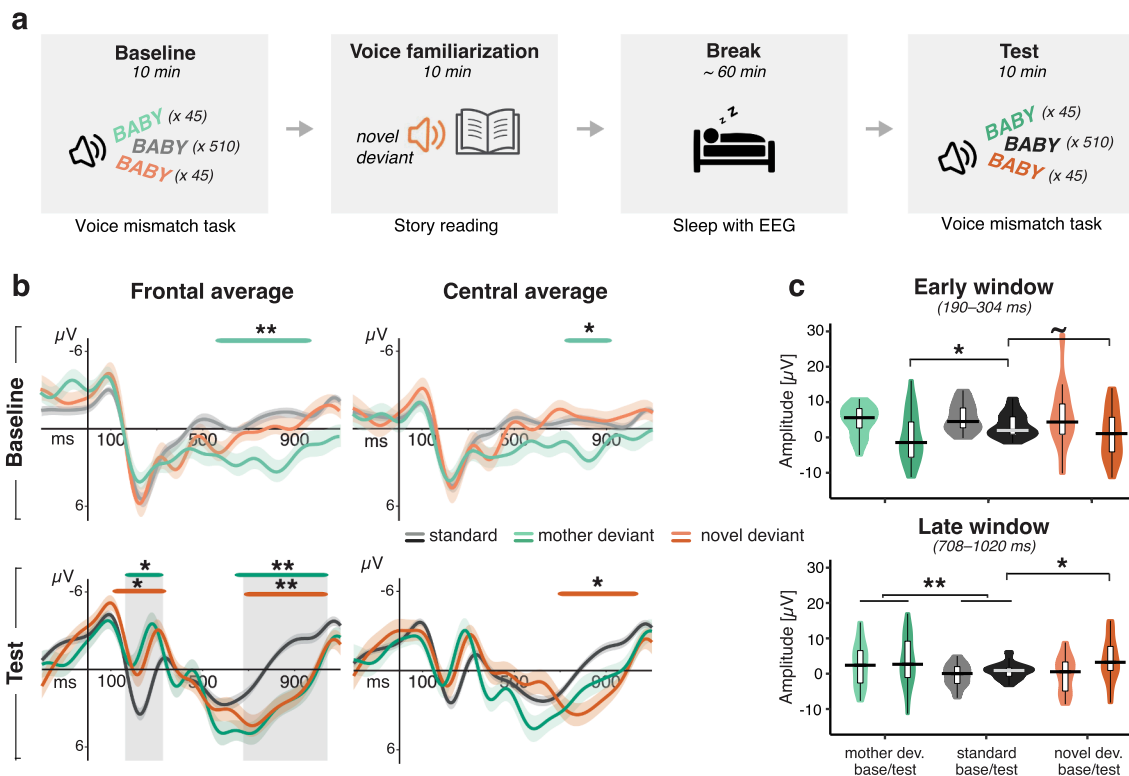 a
Baseline
10 min
BABY (x 45)
BABY (x 510)
BABY (x 45)
Voice mismatch task
Voice familiarization
10 min
novel
deviant
Story reading
Break
~ 60 min
z z z
Sleep with EEG
Test
10 min
BABY (x 45)
BABY (x 510)
BABY (x 45)
Voice mismatch task
b
Frontal average
Central average
Baseline
µV
-6
**
ms 100 500 900
6
µV
-6
*
ms 100 500 900
6
standard mother deviant novel deviant
Test
µV
-6
*
*
**
**
ms 100 500 900
6
µV
-6
*
ms 100 500 900
6
c
Early window
(190–304 ms)
Amplitude [µV]
30
20
10
0
-10
*
~
Late window
(708–1020 ms)
Amplitude [µV]
30
20
10
0
-10
**
*
mother dev.
base/test
standard
base/test
novel dev.
base/test